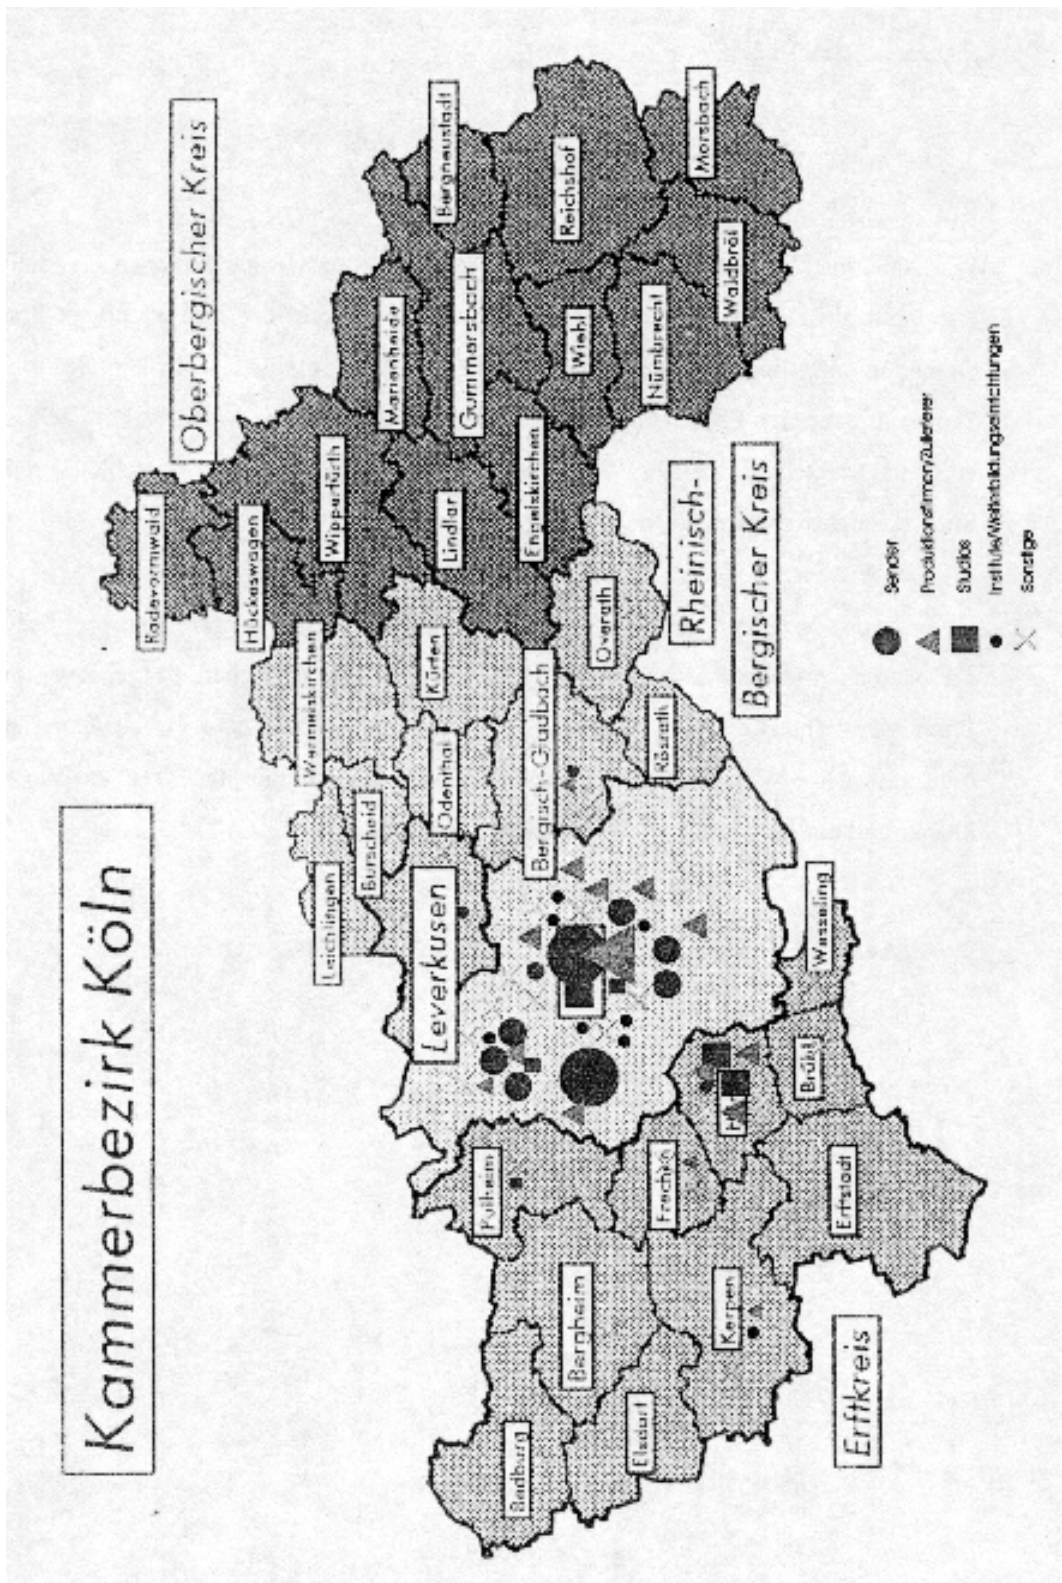 Kammerbezirk Köln
Oberbergischer Kreis
Radevormwald
Hückeswagen
Wipperfürth
Marienheide
Bergneustadt
Gummersbach
Lindlar
Engelskirchen
Wiehl
Reichshof
Nümbrecht
Waldbröl
Morsbach
Rheinisch-
Bergischer Kreis
Wermelskirchen
Leichlingen
Burscheid
Kürten
Odenthal
Bergisch-Gladbach
Overath
Rösrath
Leverkusen
Erftkreis
Bedburg
Bergheim
Elsdorf
Pulheim
Frechen
Kerpen
Erftstadt
Brühl
Wesseling
Sender
Produktionsfirmen/Zulieferer
Studios
Institute/Weiterbildungseinrichtungen
Sonstige